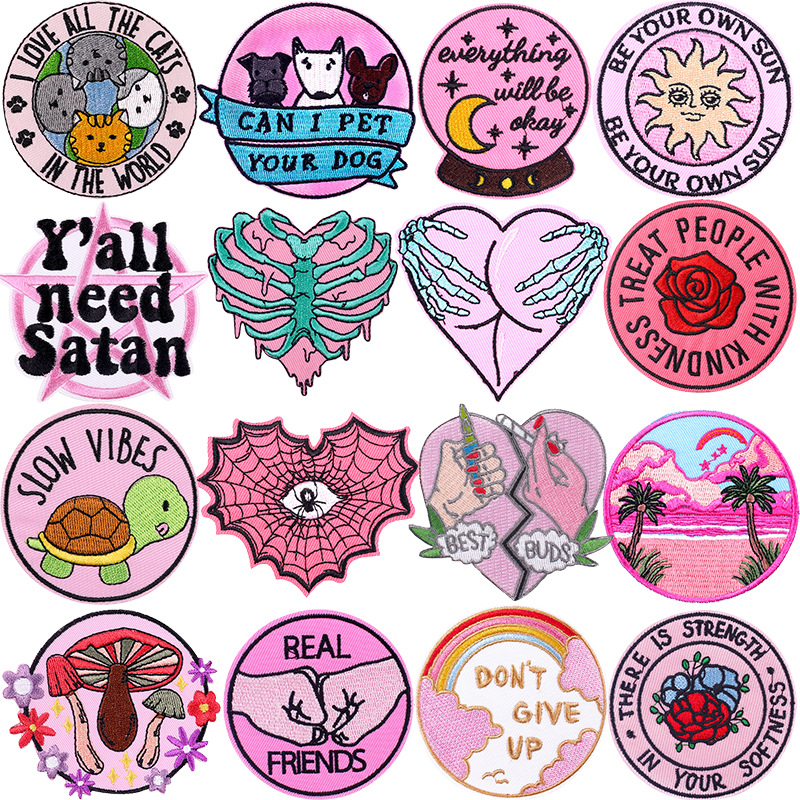 I LOVE ALL THE CATS
IN THE WORLD
CAN I PET
YOUR DOG
everything
will be
okay
BE YOUR OWN SUN
BE YOUR OWN SUN
Y'all
need
Satan
TREAT PEOPLE WITH KINDNESS
SLOW VIBES
BEST
BUDS
REAL
FRIENDS
DON'T
GIVE
UP
THERE IS STRENGTH
IN YOUR SOFTNESS